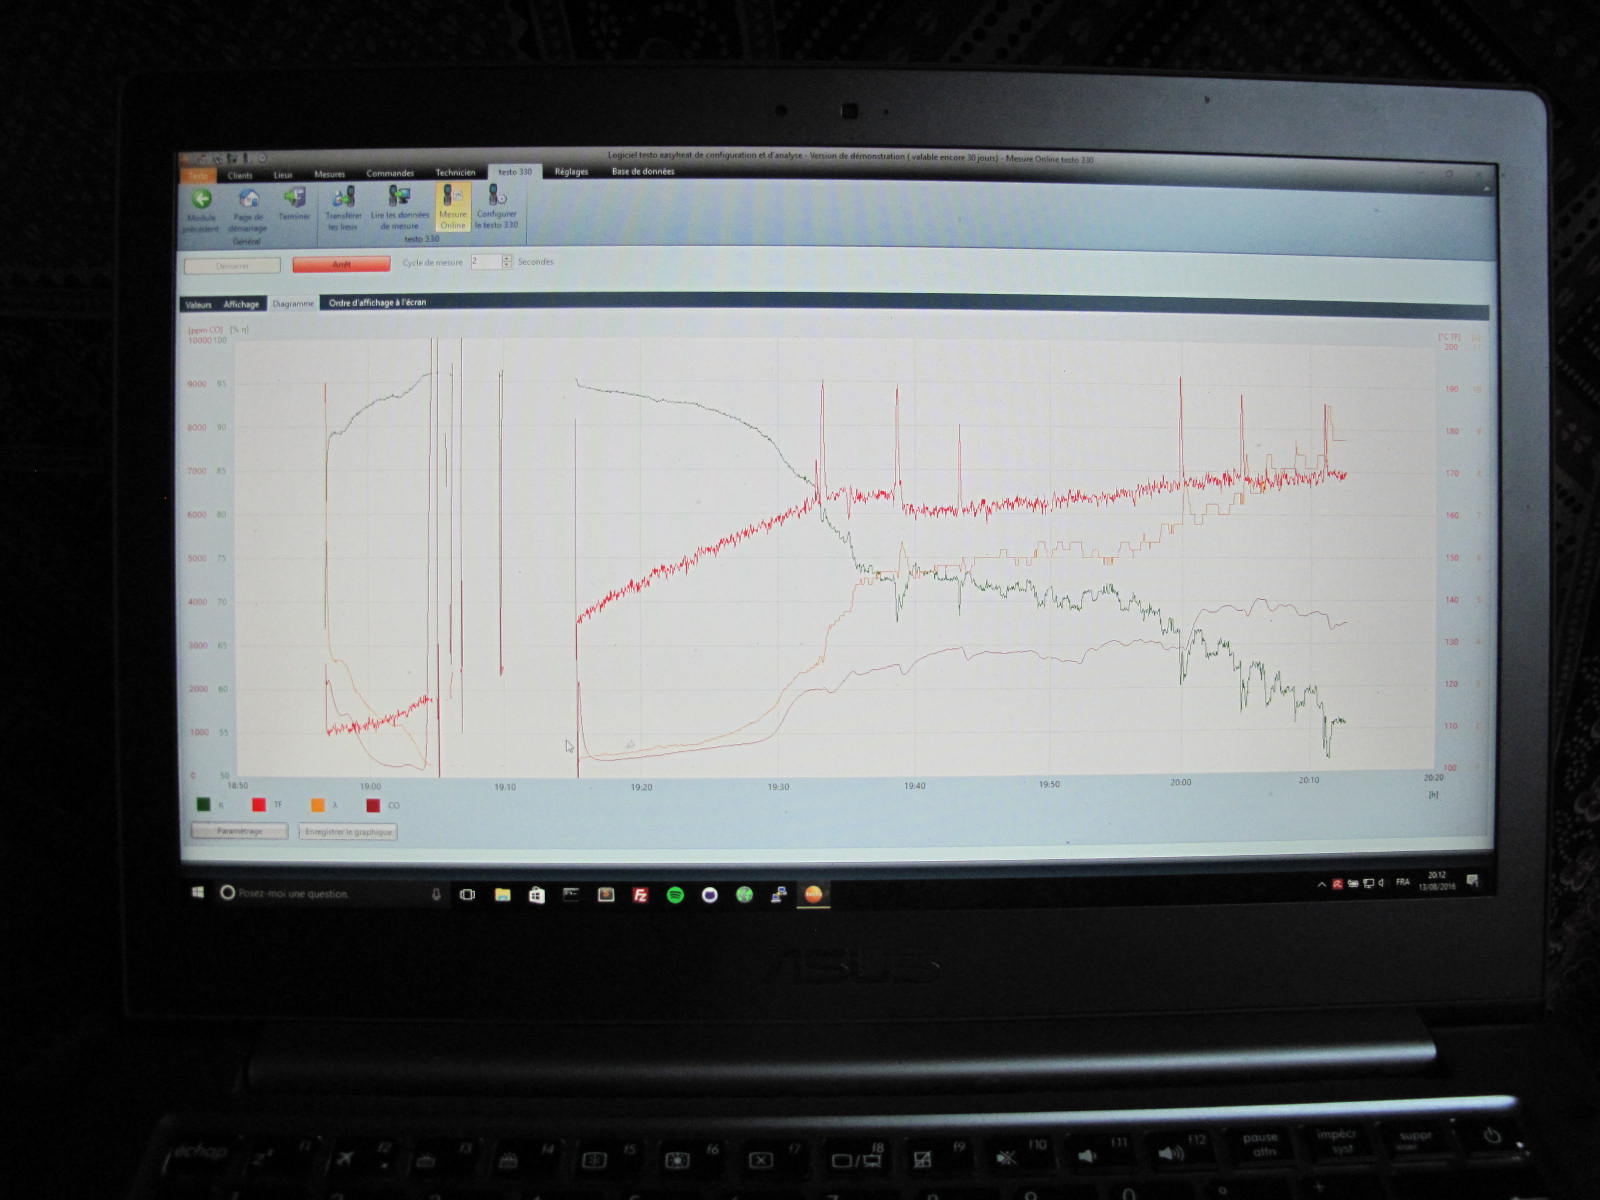 Logiciel testo easyheat de configuration et d'analyse - Version de démonstration ( valable encore 30 jours) - Mesure Online testo 330
Testo Clients Lieux Mesures Commandes Technicien testo 330 Réglages Base de données
Module Page de Terminer Transférer Lire les données Mesure Configurer
précédent démarrage les lieux de mesure Online le testo 330
Général testo 330
Démarrer Arrêt Cycle de mesure 2 Secondes
Valeurs Affichage Diagramme Ordre d'affichage à l'écran
[ppm CO] [% η] [°C TF]
10000 100 200
9000 95 190
8000 90 180
7000 85 170
6000 80 160
5000 75 150
4000 70 140
3000 65 130
2000 60 120
1000 55 110
0 50 100
18:50 19:00 19:10 19:20 19:30 19:40 19:50 20:00 20:10 20:20
[h]
η TF λ CO
Paramétrage Enregistrer le graphique
Posez-moi une question.
FRA 20:12
13/08/2016
ASUS
échap f1 f2 f3 f4 f5 f6 f7 f8 f9 f10 f11 f12 pause attn impécr syst suppr